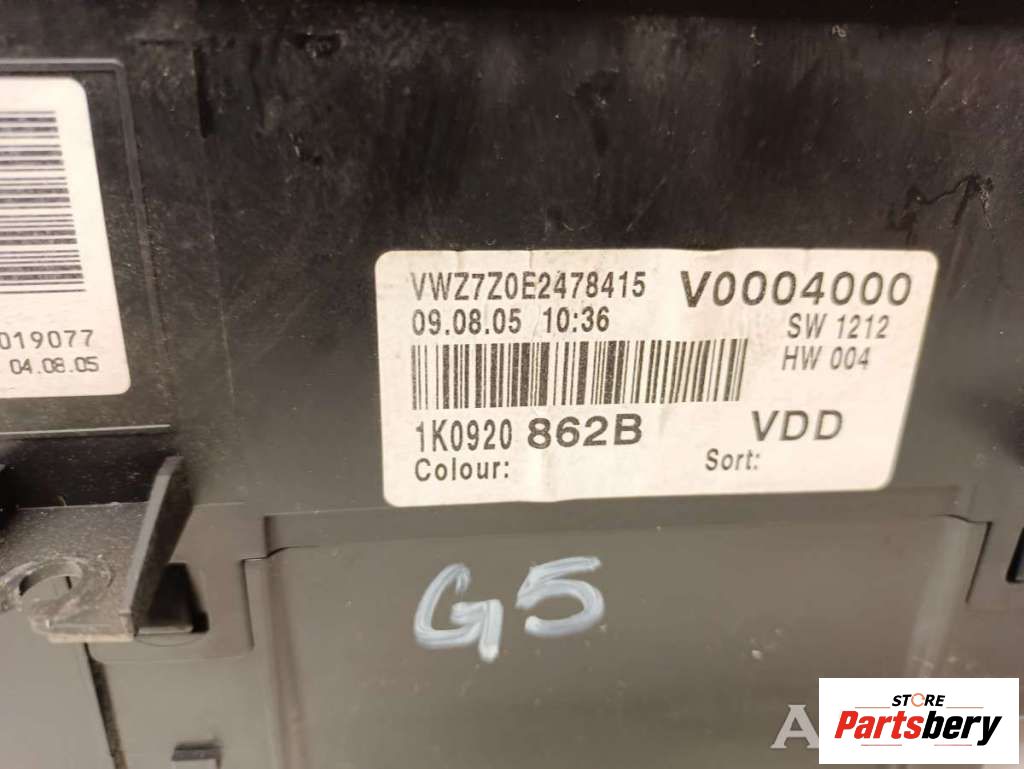 019077
04.08.05
VWZ7Z0E2478415 V0004000
09.08.05 10:36 SW 1212
HW 004
1K0920 862B VDD
Colour: Sort:
G5
A
STORE
Partsbery